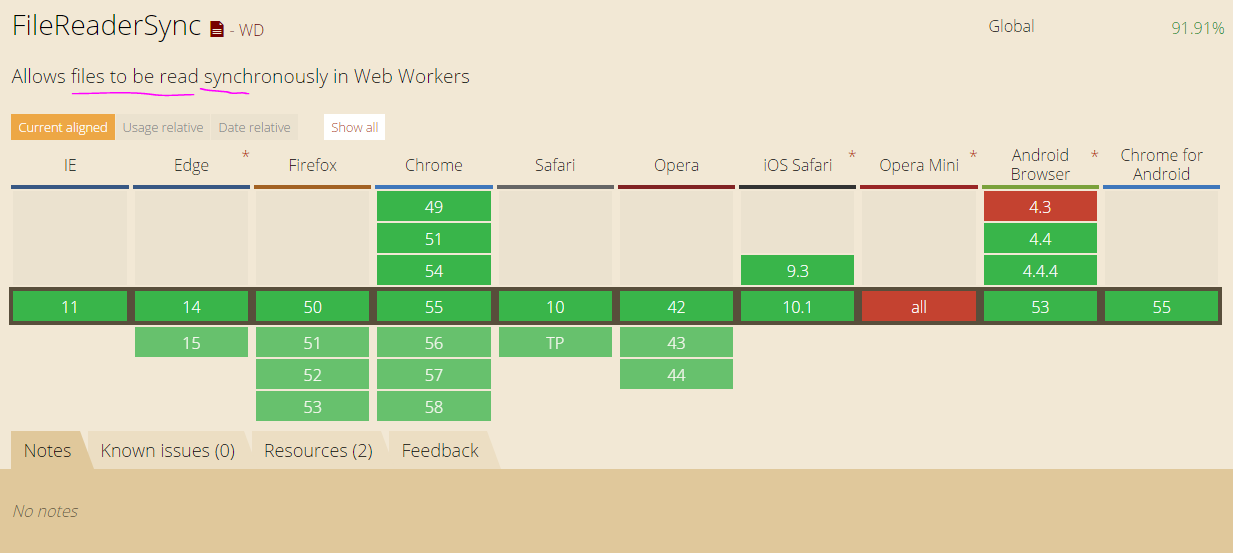 FileReaderSync - WD
Global 91.91%
Allows files to be read synchronously in Web Workers
Current aligned Usage relative Date relative Show all
IE Edge * Firefox Chrome Safari Opera iOS Safari * Opera Mini * Android Browser * Chrome for Android
49 4.3
51 4.4
54 9.3 4.4.4
11 14 50 55 10 42 10.1 all 53 55
15 51 56 TP 43
52 57 44
53 58
Notes Known issues (0) Resources (2) Feedback
No notes